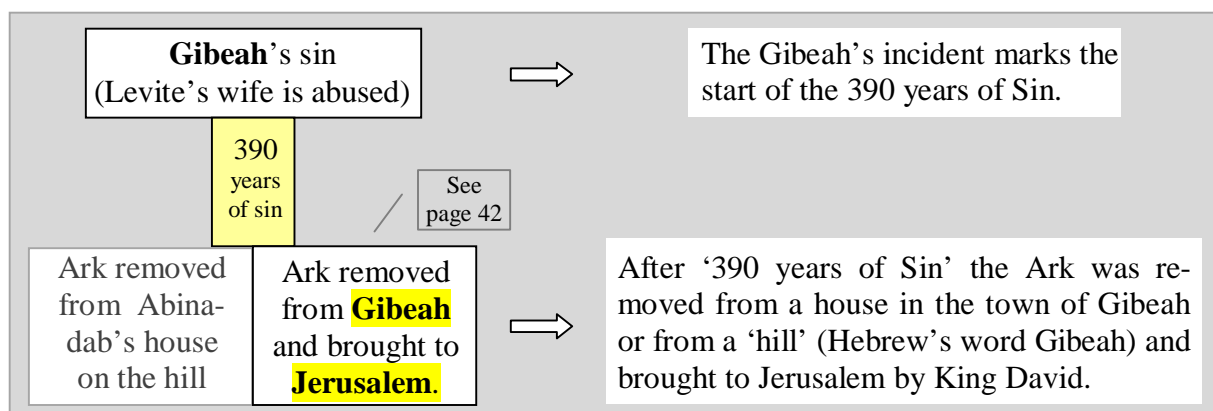 Gibeah’s sin
(Levite’s wife is abused)
The Gibeah’s incident marks the
start of the 390 years of Sin.
390
years
of sin
See
page 42
Ark removed
from Abina-
dab’s house
on the hill
Ark removed
from Gibeah
and brought to
Jerusalem.
After ‘390 years of Sin’ the Ark was re-
moved from a house in the town of Gibeah
or from a ‘hill’ (Hebrew’s word Gibeah) and
brought to Jerusalem by King David.